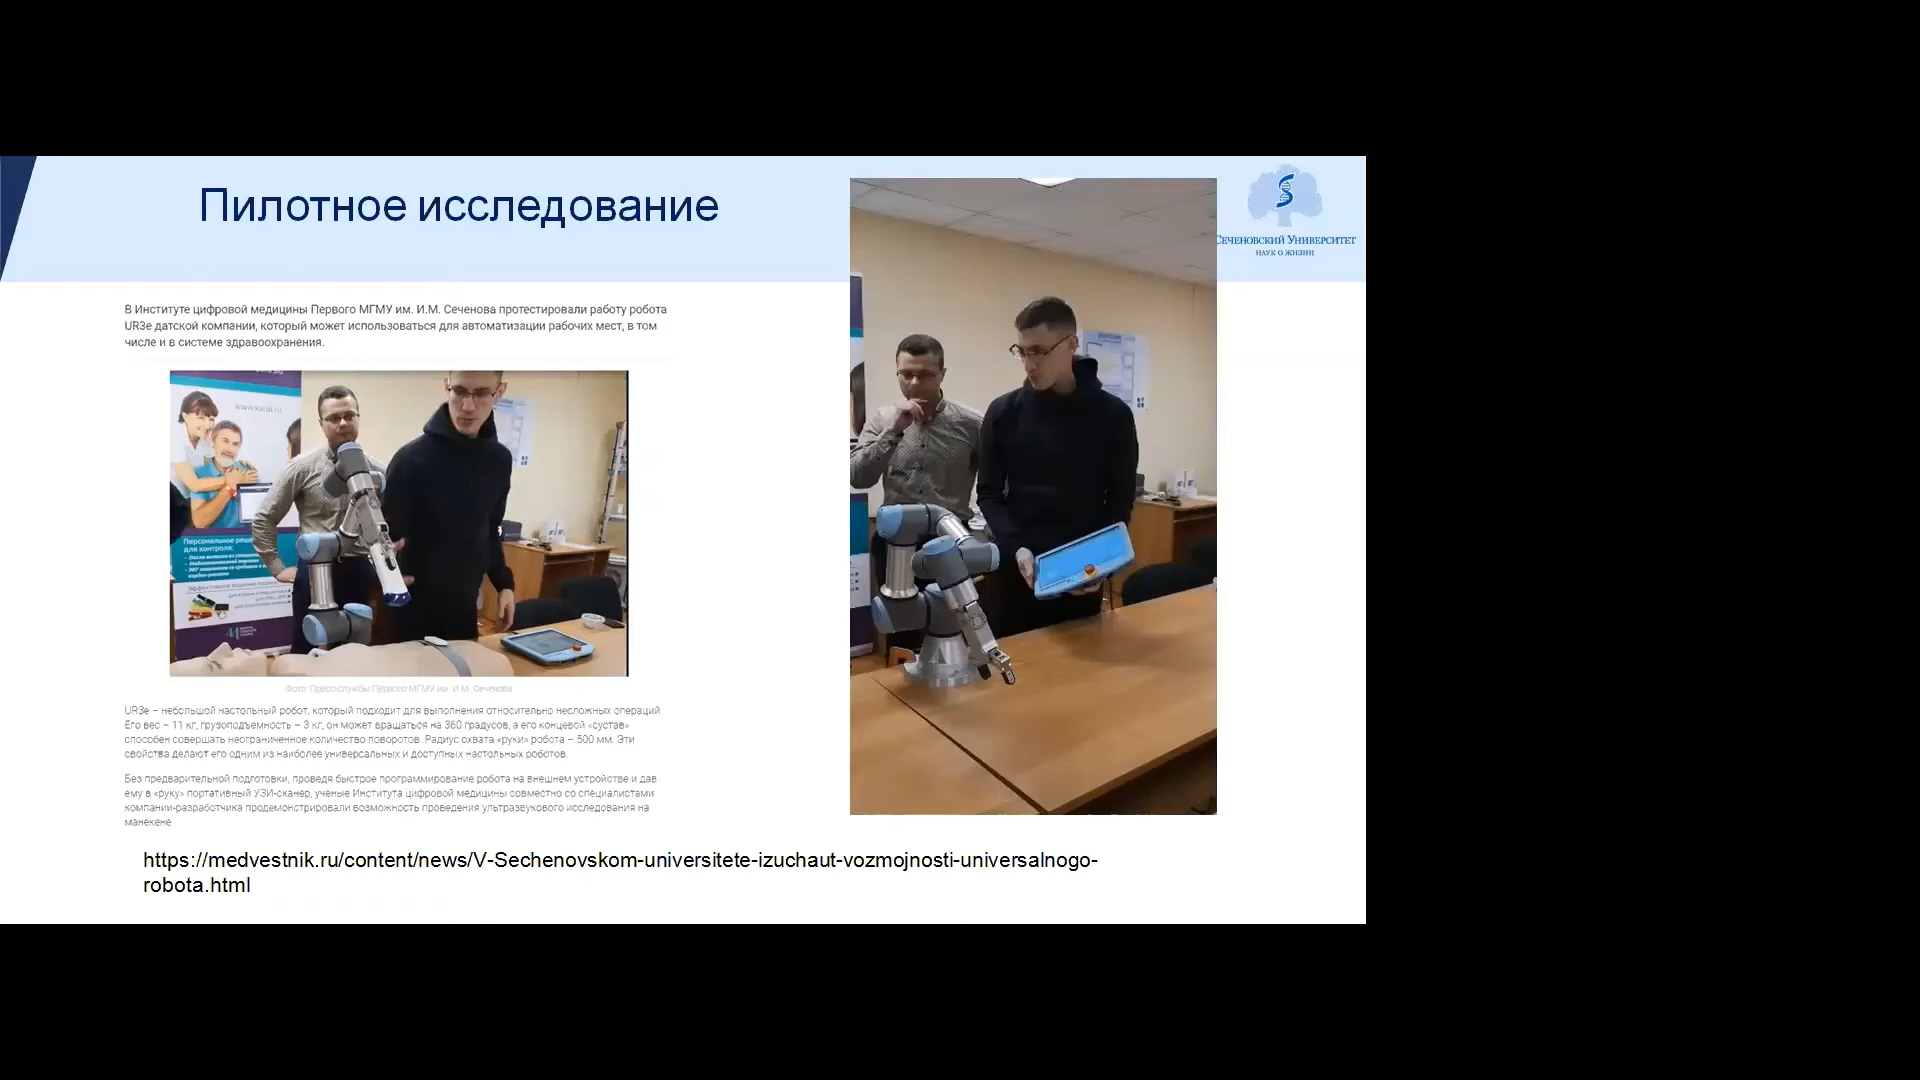 Пилотное исследование
Сеченовский Университет
наук о жизни
В Институте цифровой медицины Первого МГМУ им. И.М. Сеченова протестировали работу робота
UR3e датской компании, который может использоваться для автоматизации рабочих мест, в том
числе и в системе здравоохранения.
Персональное
для контроля:
Фото: Пресс-службы Первого МГМУ им. И.М. Сеченова
UR3e – небольшой настольный робот, который подходит для выполнения относительно несложных операций
Его вес – 11 кг, грузоподъемность – 3 кг, он может вращаться на 360 градусов, а его концевой «сустав»
способен совершать неограниченное количество поворотов. Радиус охвата «руки» робота – 500 мм. Эти
свойства делают его одним из наиболее универсальных и доступных настольных роботов.
Без предварительной подготовки, проведя быстрое программирование робота на внешнем устройстве и дав
ему в «руку» портативный УЗИ-сканер, ученые Института цифровой медицины совместно со специалистами
компании-разработчика продемонстрировали возможность проведения ультразвукового исследования на
манекене
https://medvestnik.ru/content/news/V-Sechenovskom-universitete-izuchaut-vozmojnosti-universalnogo-
robota.html